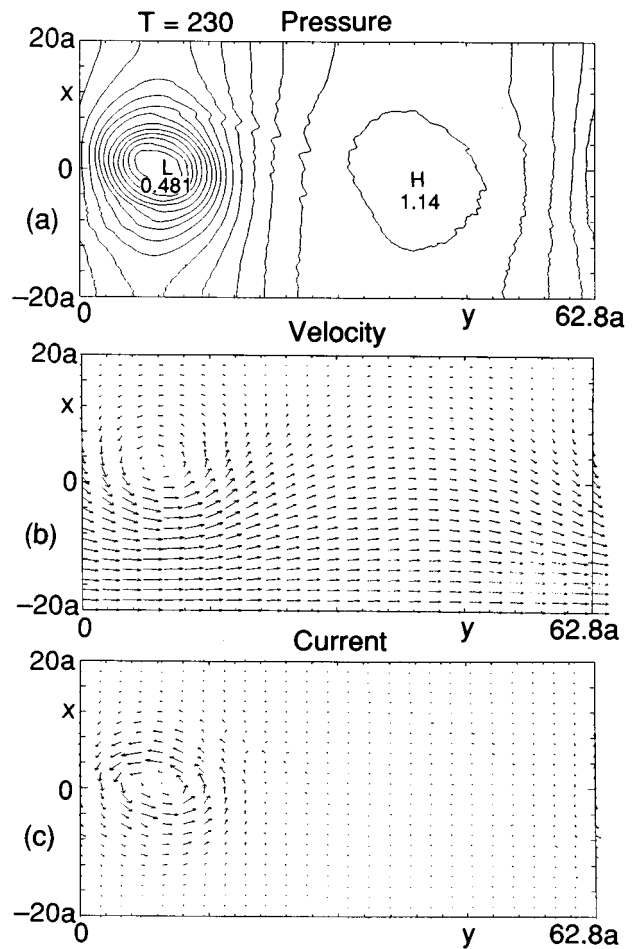 T = 230 Pressure
20a
x
0
L
0.481
H
1.14
(a)
−20a
0 y 62.8a
Velocity
20a
x
0
(b)
−20a
0 y 62.8a
Current
20a
x
0
(c)
−20a
0 y 62.8a